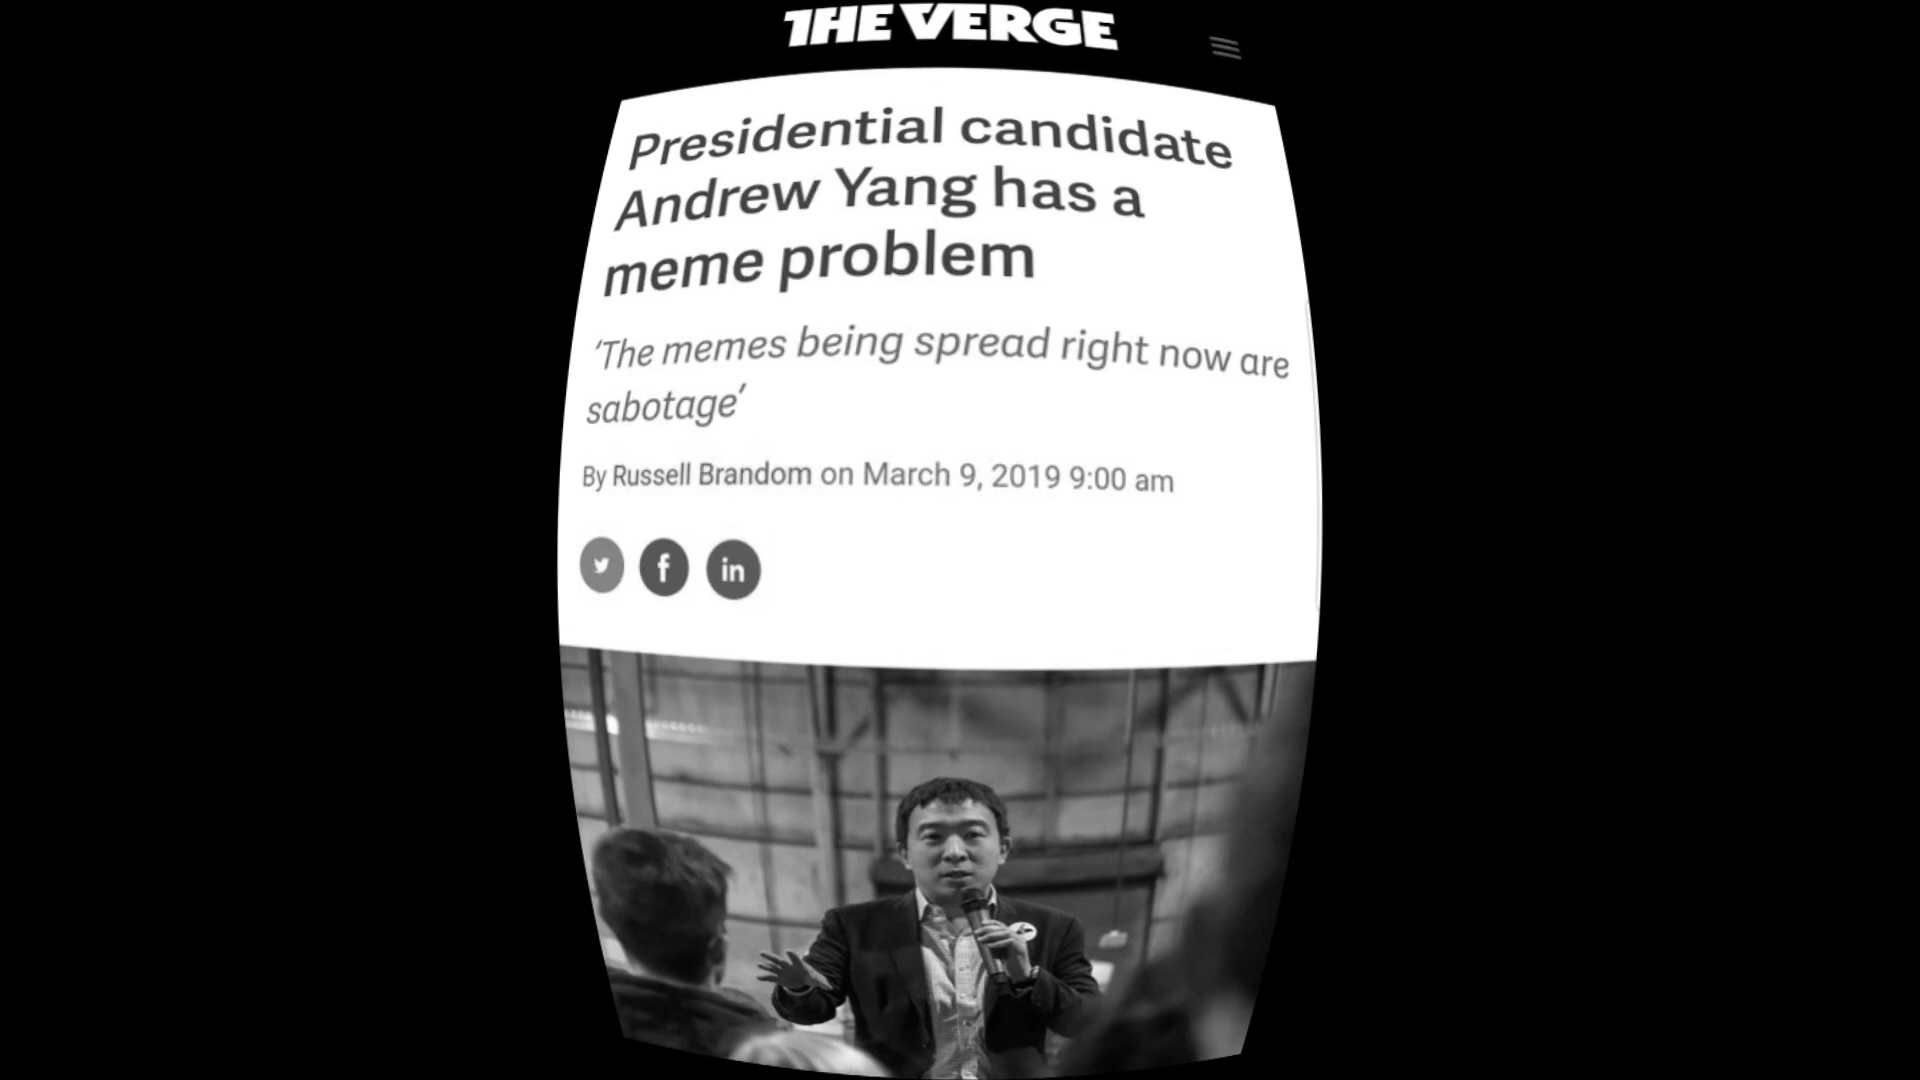 THE VERGE
Presidential candidate
Andrew Yang has a
meme problem
‘The memes being spread right now are
sabotage’
By Russell Brandom on March 9, 2019 9:00 am
f
in